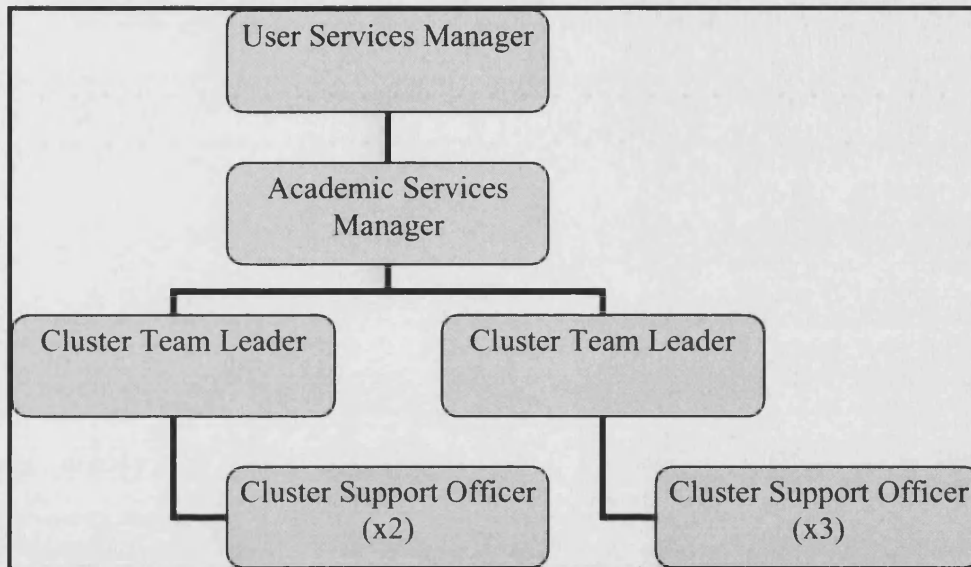 User Services Manager
Academic Services
Manager
Cluster Team Leader
Cluster Team Leader
Cluster Support Officer
(x2)
Cluster Support Officer
(x3)